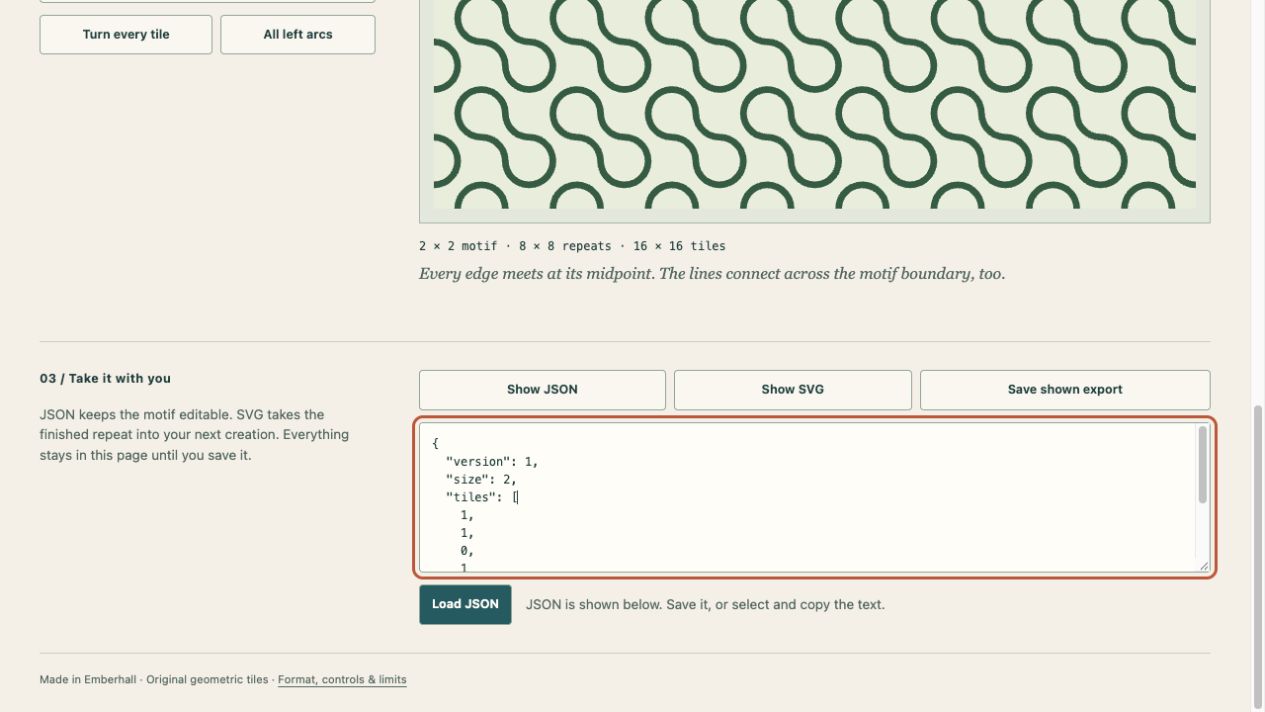 Turn every tile
All left arcs
2 × 2 motif · 8 × 8 repeats · 16 × 16 tiles
Every edge meets at its midpoint. The lines connect across the motif boundary, too.
03 / Take it with you
JSON keeps the motif editable. SVG takes the
finished repeat into your next creation. Everything
stays in this page until you save it.
Show JSON
Show SVG
Save shown export
{
"version": 1,
"size": 2,
"tiles": [
1,
1,
0,
1
Load JSON
JSON is shown below. Save it, or select and copy the text.
Made in Emberhall · Original geometric tiles · Format, controls & limits